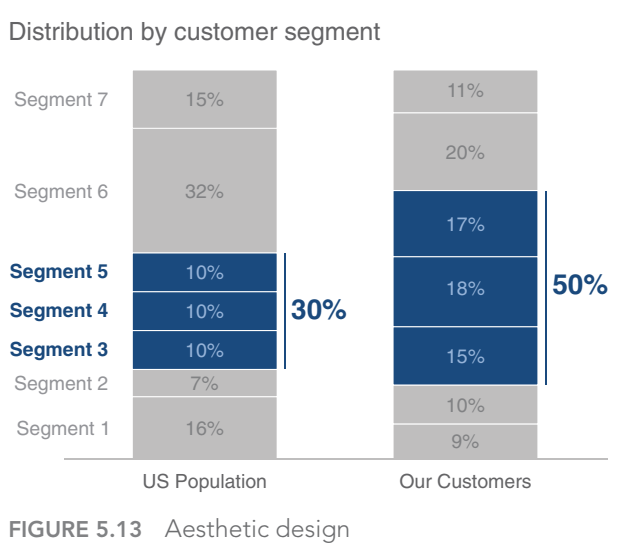 Distribution by customer segment
Segment 7 15% 11%
Segment 6 32% 20%
Segment 5 10% 17%
Segment 4 10% 30% 18% 50%
Segment 3 10% 15%
Segment 2 7% 10%
Segment 1 16% 9%
US Population Our Customers
FIGURE 5.13 Aesthetic design